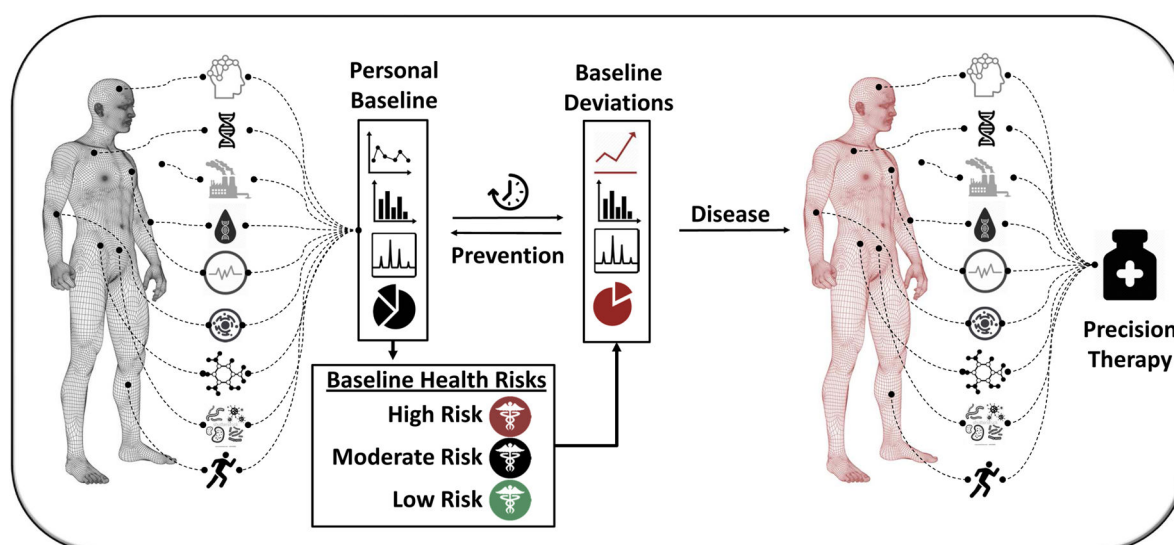 Personal
Baseline
Baseline
Deviations
Prevention
Disease
Baseline Health Risks
High Risk
Moderate Risk
Low Risk
Precision
Therapy